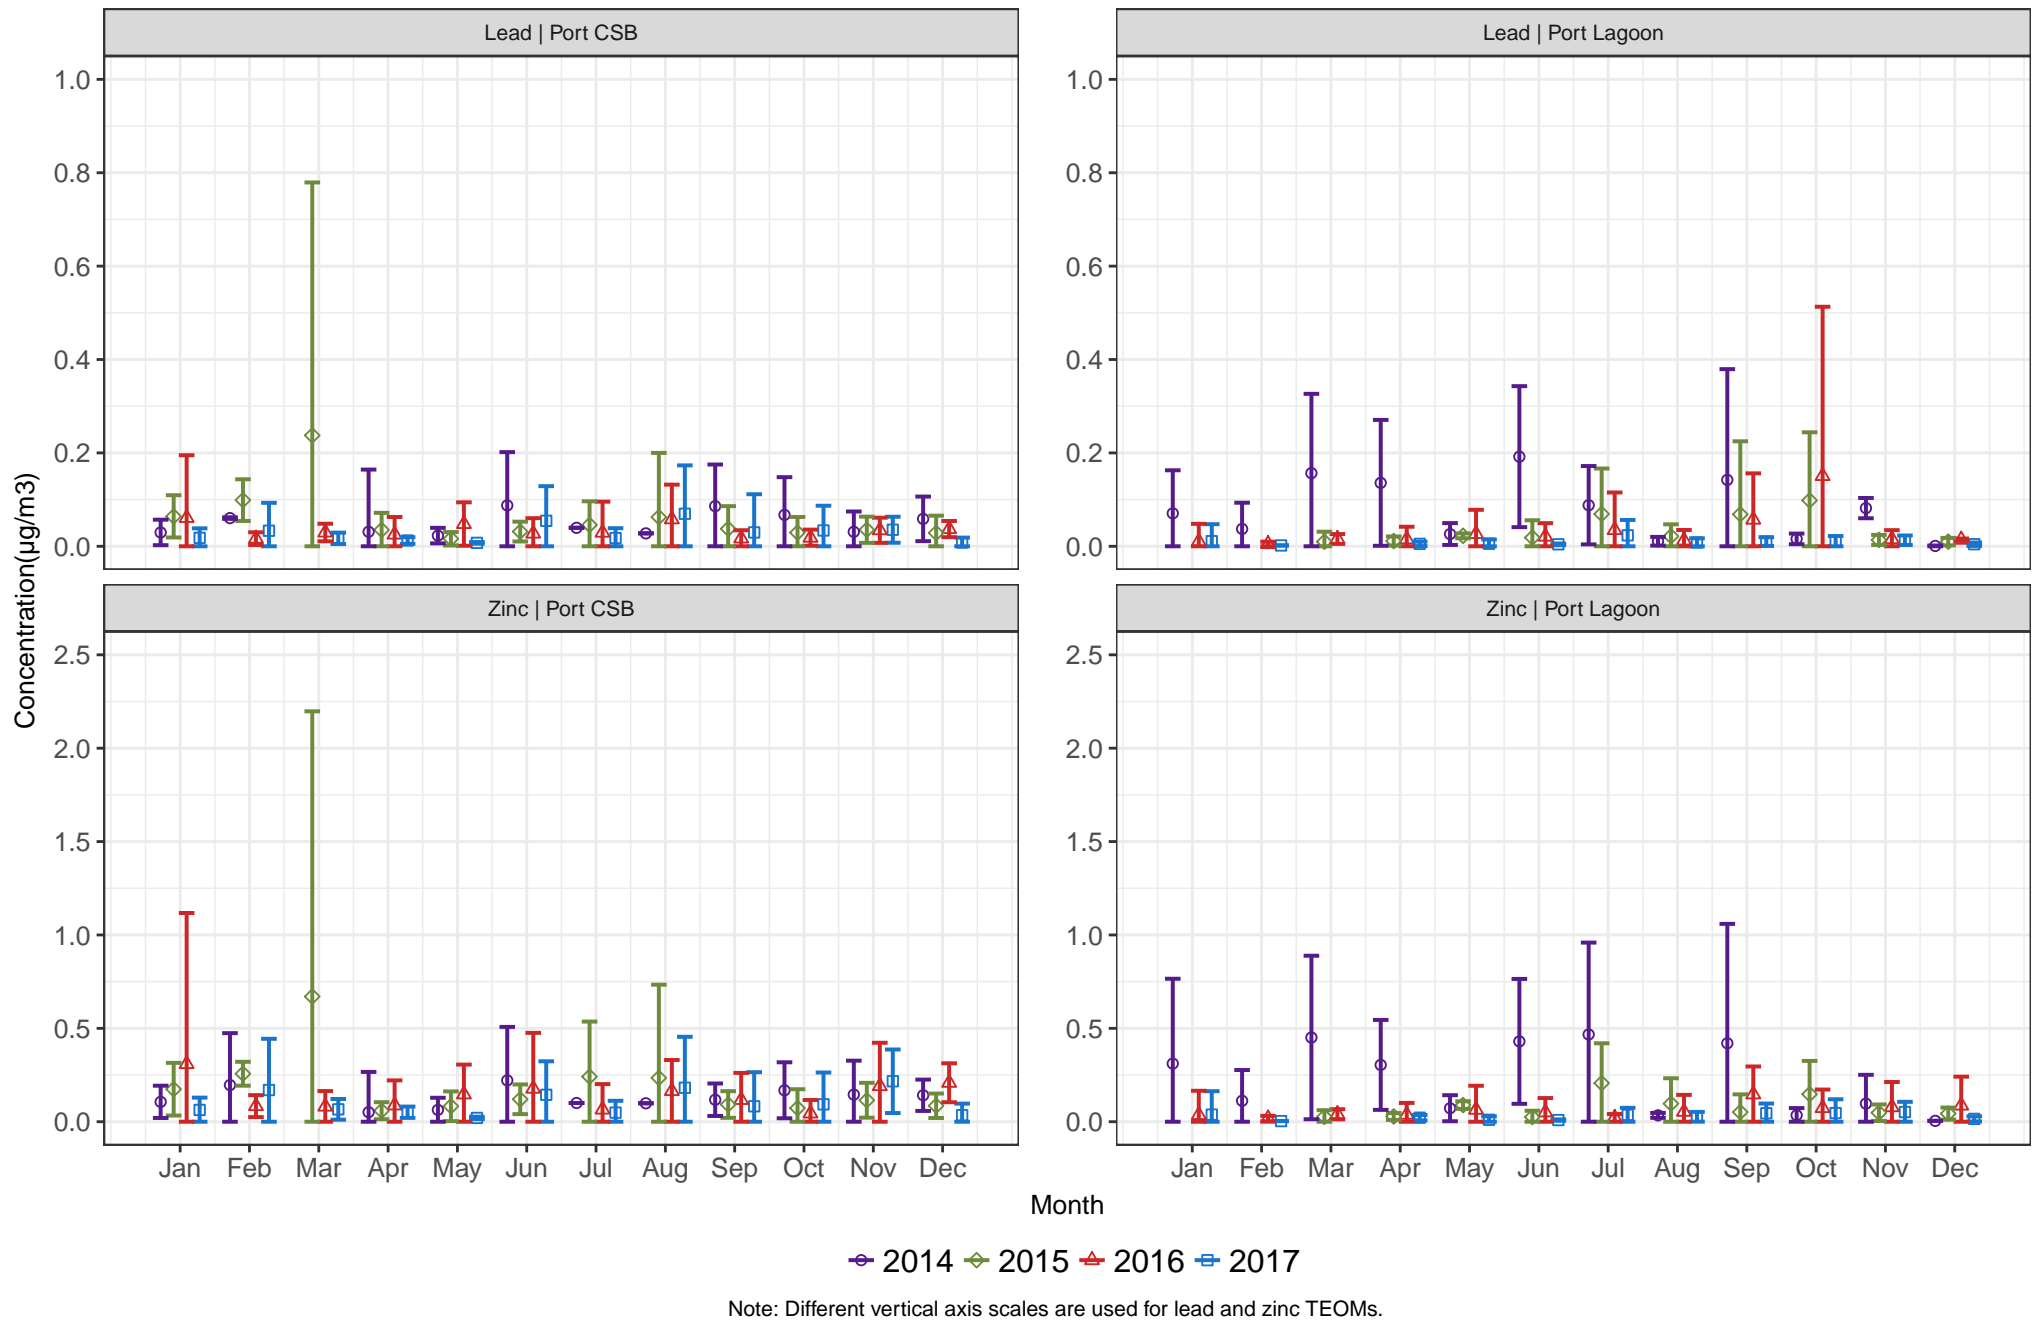 Lead | Port CSB
Lead | Port Lagoon
1.0
0.8
0.6
0.4
0.2
0.0
1.0
0.8
0.6
0.4
0.2
0.0
Concentration(µg/m3)
Zinc | Port CSB
Zinc | Port Lagoon
2.5
2.0
1.5
1.0
0.5
0.0
2.5
2.0
1.5
1.0
0.5
0.0
Jan Feb Mar Apr May Jun Jul Aug Sep Oct Nov Dec
Jan Feb Mar Apr May Jun Jul Aug Sep Oct Nov Dec
Month
2014 2015 2016 2017
Note: Different vertical axis scales are used for lead and zinc TEOMs.